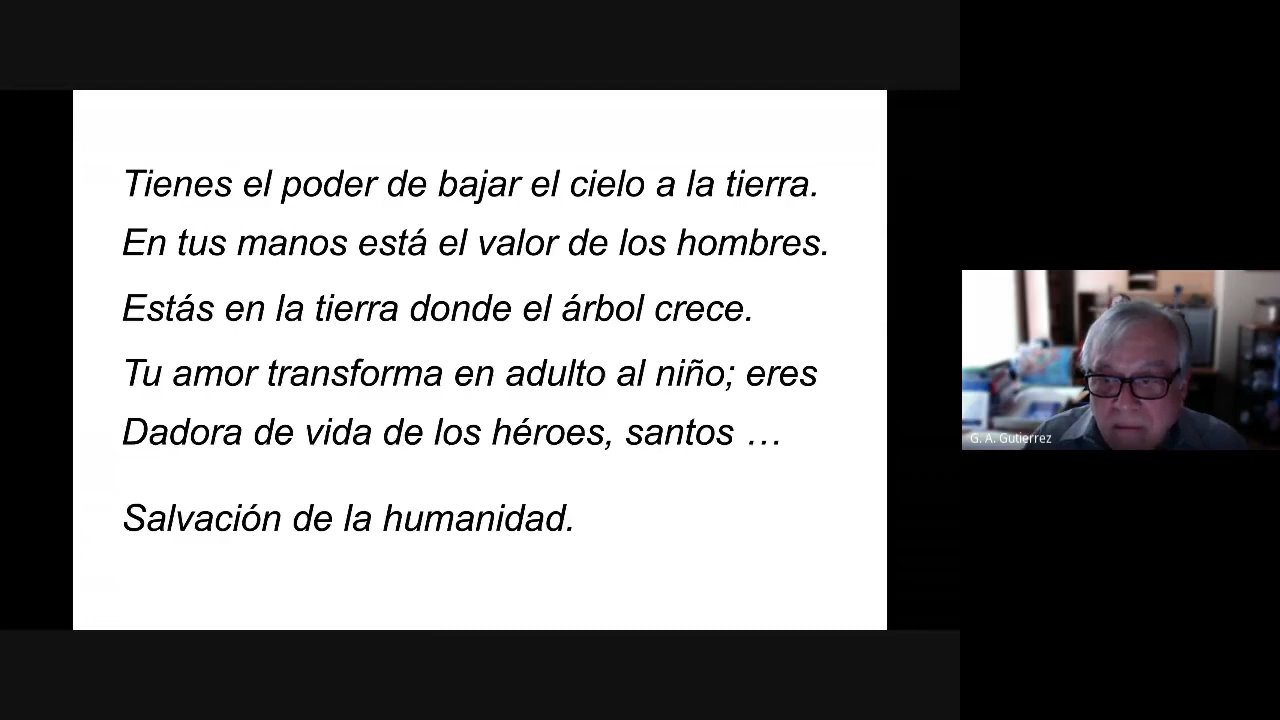 Tienes el poder de bajar el cielo a la tierra.
En tus manos está el valor de los hombres.
Estás en la tierra donde el árbol crece.
Tu amor transforma en adulto al niño; eres
Dadora de vida de los héroes, santos …
Salvación de la humanidad.
G. A. Gutierrez